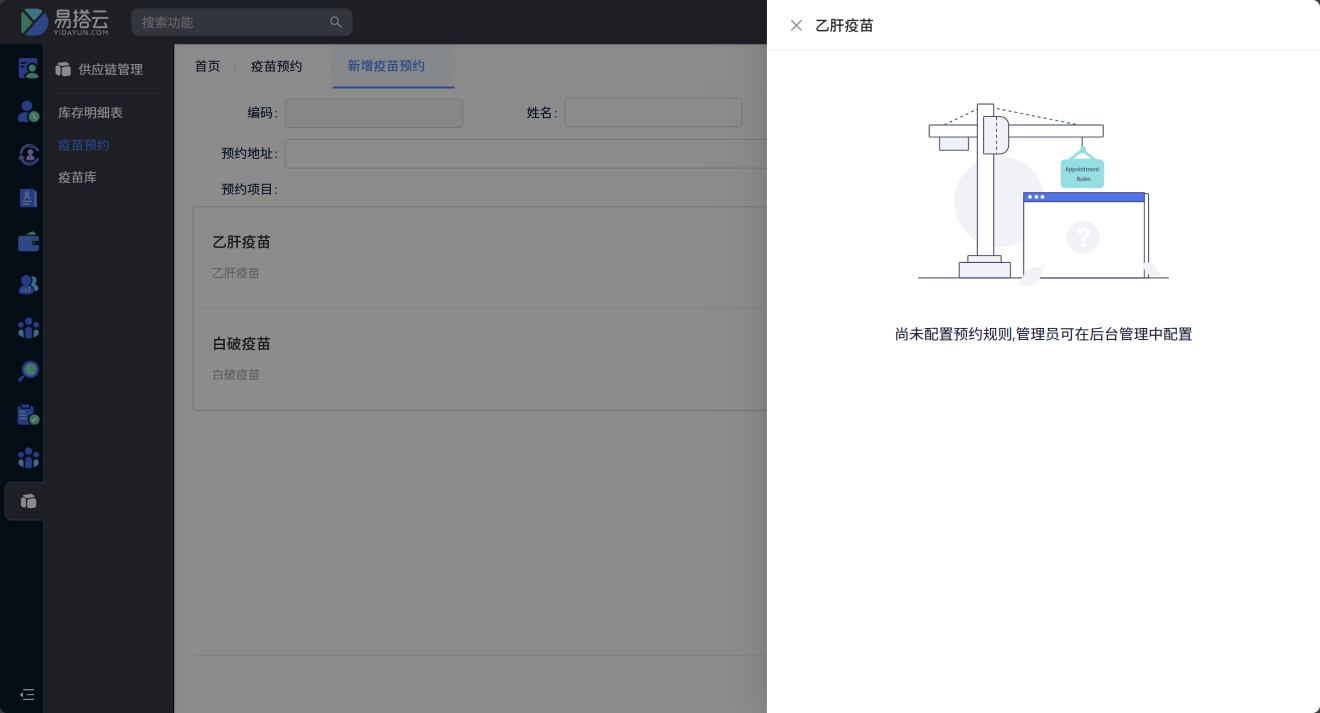 易搭云
YIDAYUN.COM
搜索功能
供应链管理
库存明细表
疫苗预约
疫苗库
首页
疫苗预约
新增疫苗预约
编码:
姓名:
预约地址:
预约项目:
乙肝疫苗
乙肝疫苗
白破疫苗
白破疫苗
乙肝疫苗
Appointment
Rules
?
尚未配置预约规则,管理员可在后台管理中配置